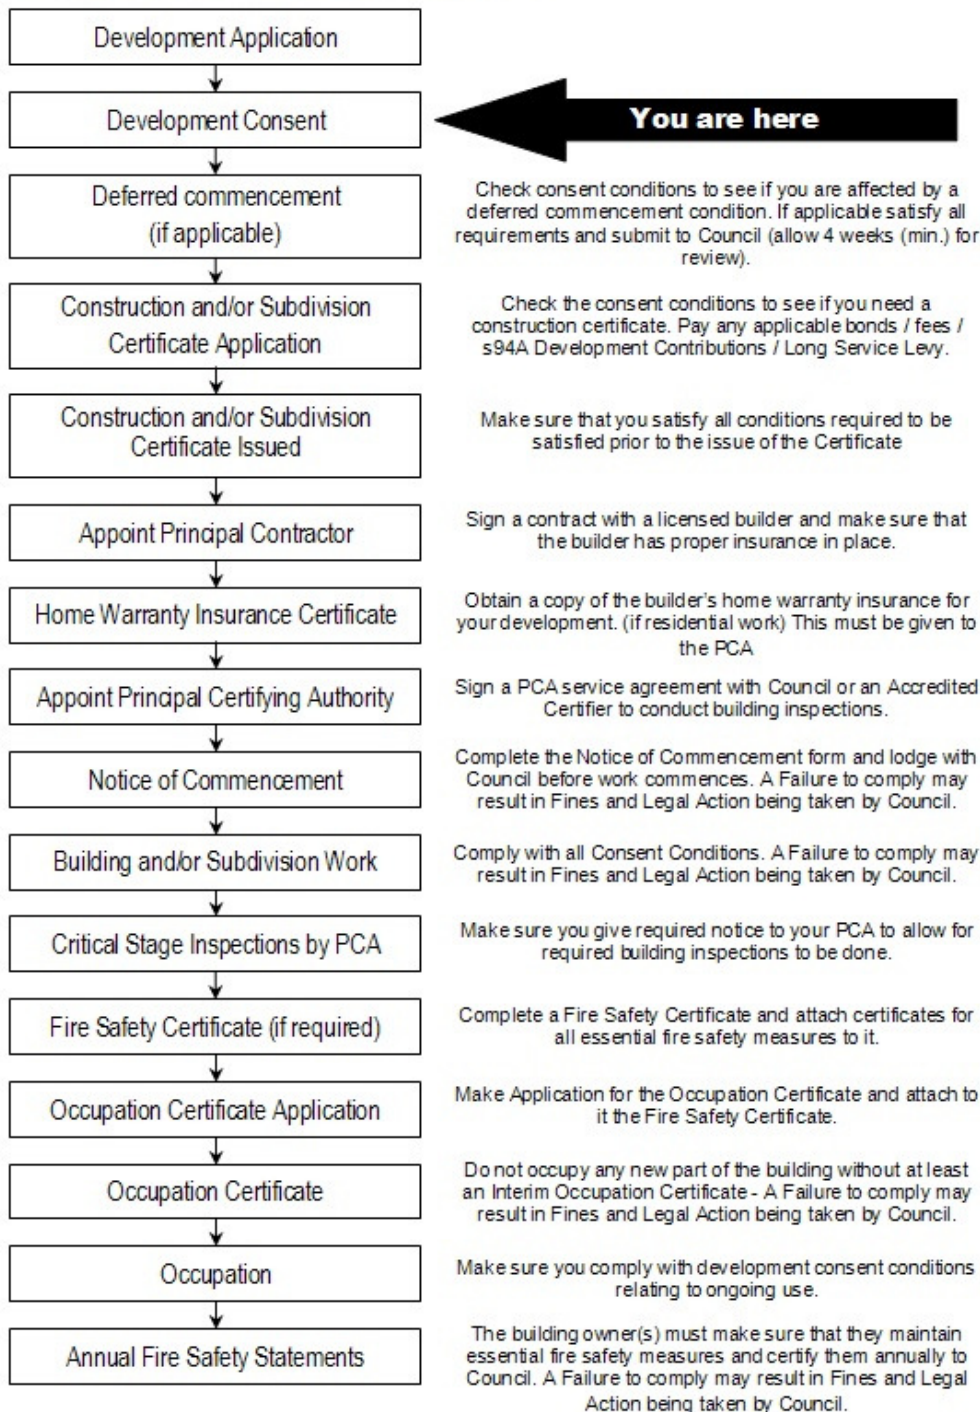 Development Application
Development Consent
You are here
Deferred commencement
(if applicable)
Check consent conditions to see if you are affected by a
deferred commencement condition. If applicable satisfy all
requirements and submit to Council (allow 4 weeks (min.) for
review).
Construction and/or Subdivision
Certificate Application
Check the consent conditions to see if you need a
construction certificate. Pay any applicable bonds / fees /
s94A Development Contributions / Long Service Levy.
Construction and/or Subdivision
Certificate Issued
Make sure that you satisfy all conditions required to be
satisfied prior to the issue of the Certificate
Appoint Principal Contractor
Sign a contract with a licensed builder and make sure that
the builder has proper insurance in place.
Home Warranty Insurance Certificate
Obtain a copy of the builder's home warranty insurance for
your development. (if residential work) This must be given to
the PCA
Appoint Principal Certifying Authority
Sign a PCA service agreement with Council or an Accredited
Certifier to conduct building inspections.
Notice of Commencement
Complete the Notice of Commencement form and lodge with
Council before work commences. A Failure to comply may
result in Fines and Legal Action being taken by Council.
Building and/or Subdivision Work
Comply with all Consent Conditions. A Failure to comply may
result in Fines and Legal Action being taken by Council.
Critical Stage Inspections by PCA
Make sure you give required notice to your PCA to allow for
required building inspections to be done.
Fire Safety Certificate (if required)
Complete a Fire Safety Certificate and attach certificates for
all essential fire safety measures to it.
Occupation Certificate Application
Make Application for the Occupation Certificate and attach to
it the Fire Safety Certificate.
Occupation Certificate
Do not occupy any new part of the building without at least
an Interim Occupation Certificate - A Failure to comply may
result in Fines and Legal Action being taken by Council.
Occupation
Make sure you comply with development consent conditions
relating to ongoing use.
Annual Fire Safety Statements
The building owner(s) must make sure that they maintain
essential fire safety measures and certify them annually to
Council. A Failure to comply may result in Fines and Legal
Action being taken by Council.